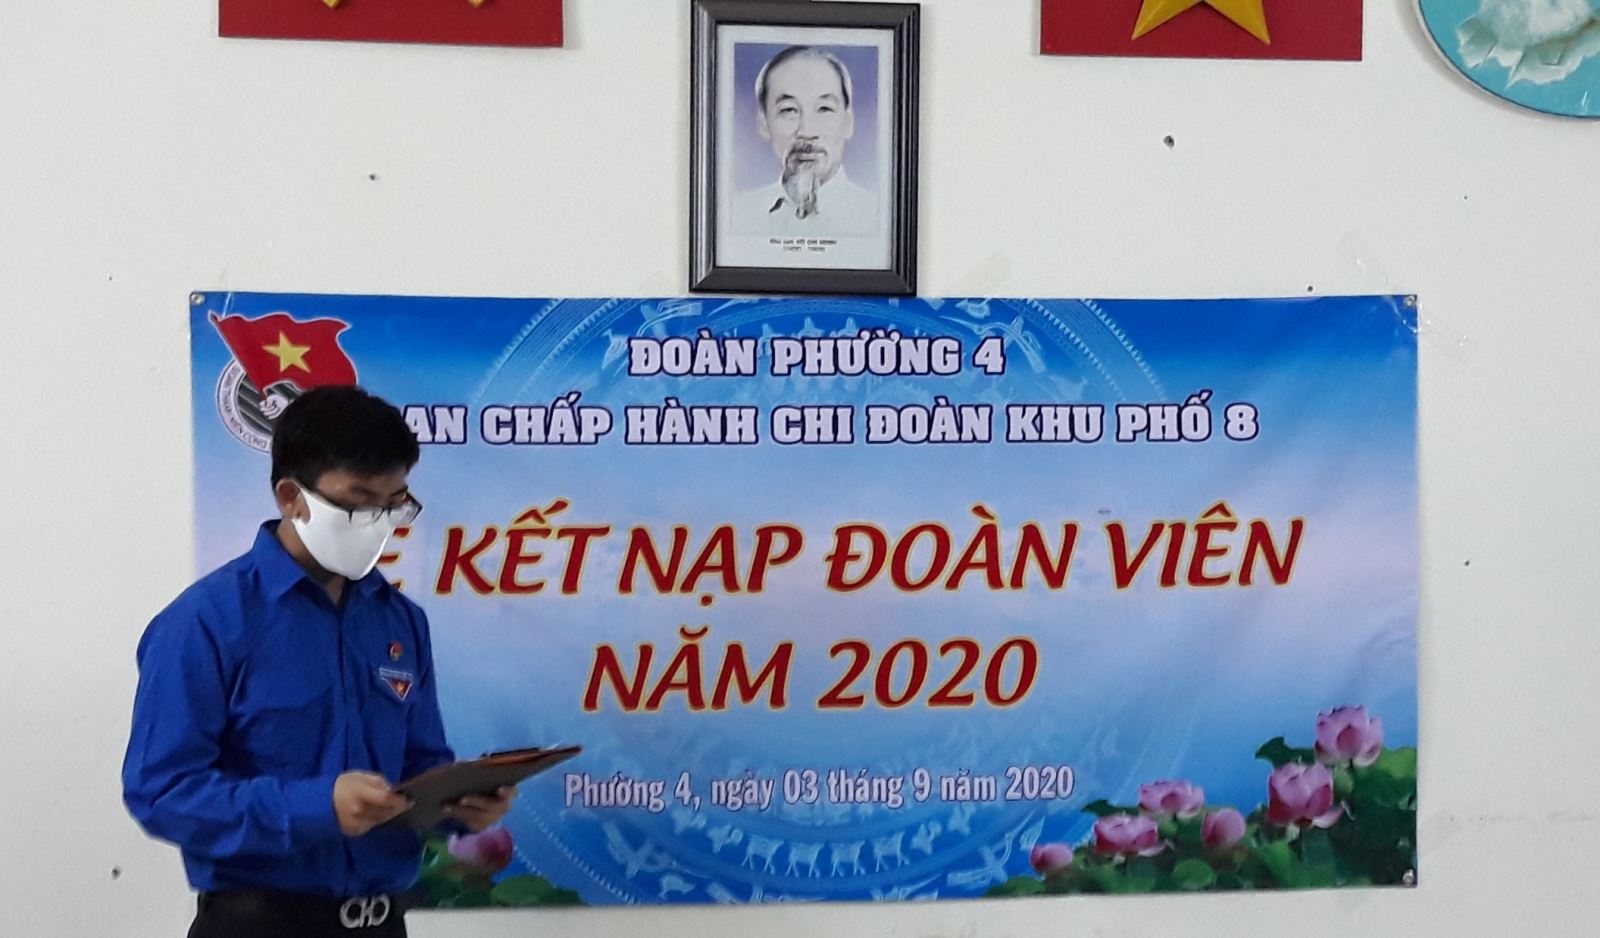 ĐOÀN PHƯỜNG 4
AN CHẤP HÀNH CHI ĐOÀN KHU PHỐ 8
KẾT NẠP ĐOÀN VIÊN
NĂM 2020
Phường 4, ngày 03 tháng 9 năm 2020